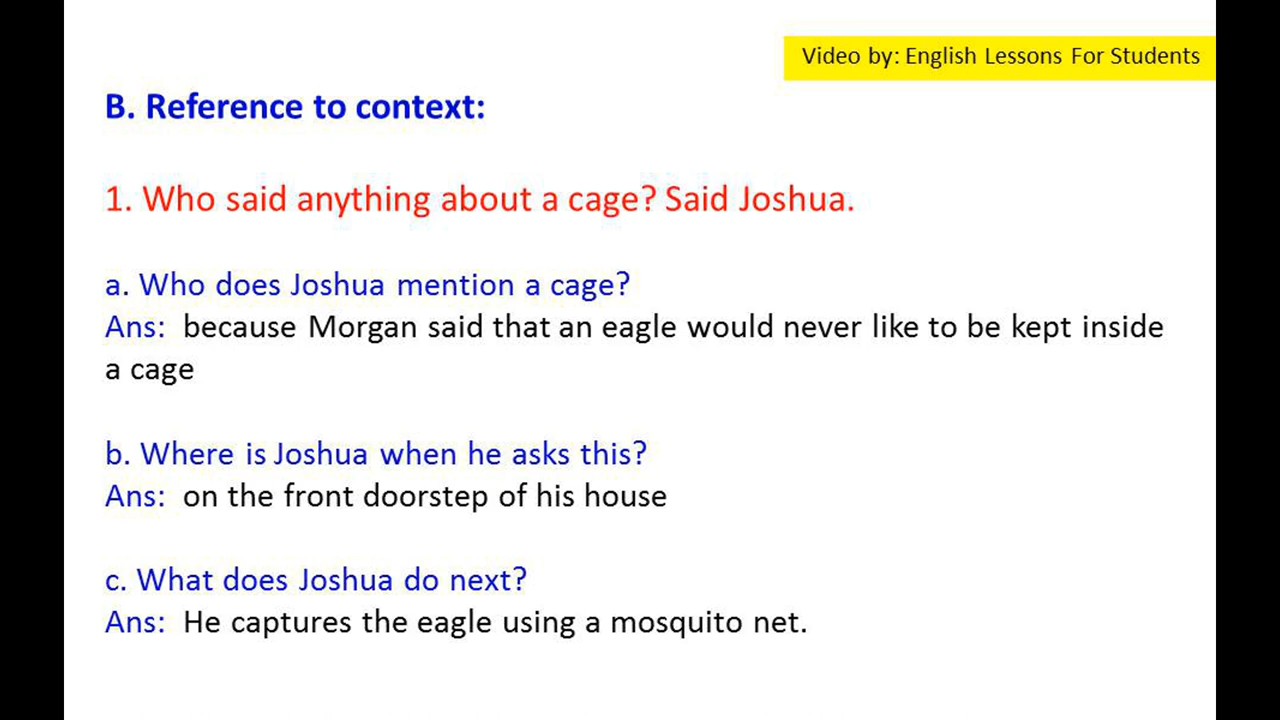 Video by: English Lessons For Students
B. Reference to context:
1. Who said anything about a cage? Said Joshua.
a. Who does Joshua mention a cage?
Ans: because Morgan said that an eagle would never like to be kept inside
a cage
b. Where is Joshua when he asks this?
Ans: on the front doorstep of his house
c. What does Joshua do next?
Ans: He captures the eagle using a mosquito net.